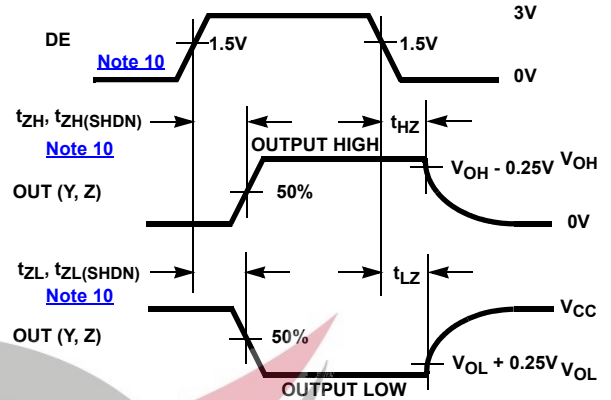 3V
DE
1.5V
1.5V
Note 10
0V
tZH, tZH(SHDN)
tHZ
Note 10
OUTPUT HIGH
VOH - 0.25V
VOH
OUT (Y, Z)
50%
0V
tZL, tZL(SHDN)
tLZ
Note 10
VCC
OUT (Y, Z)
50%
VOL + 0.25V
VOL
OUTPUT LOW